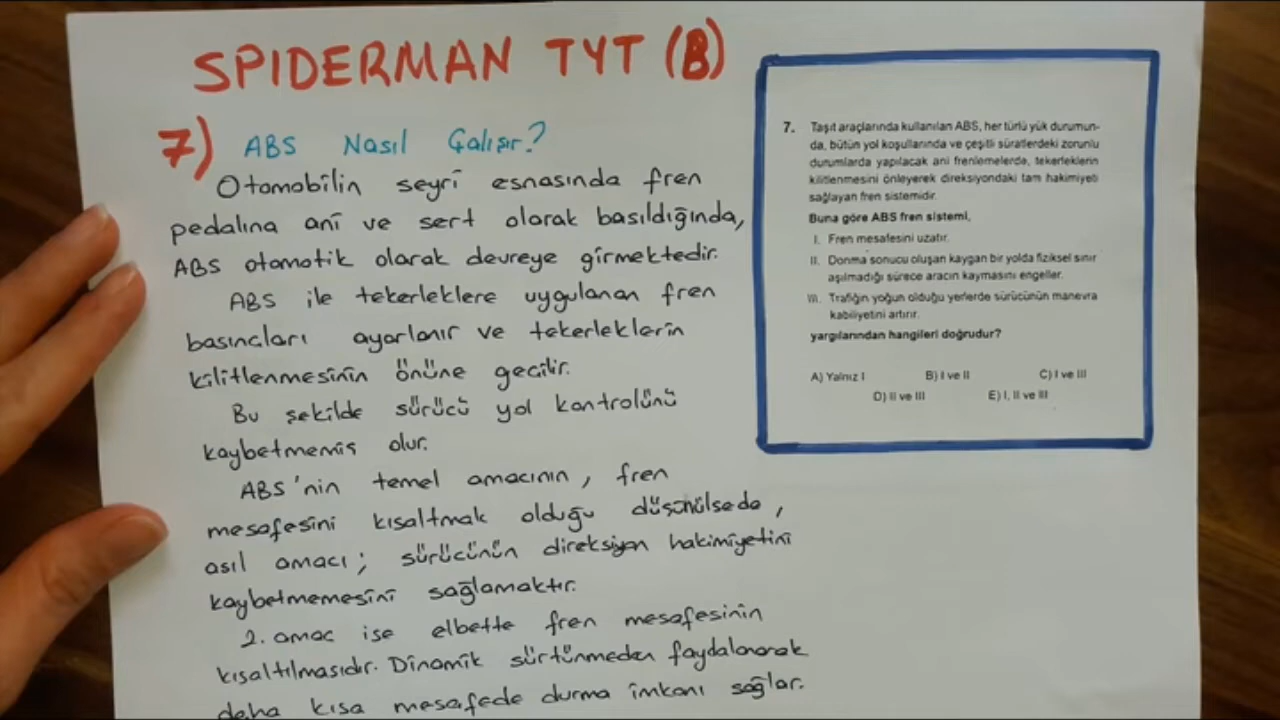 SPIDERMAN TYT (B)
7) ABS Nasıl Çalışır?
Otomobilin seyri esnasında fren
pedalına ani ve sert olarak basıldığında,
ABS otomotik olarak devreye girmektedir.
ABS ile tekerleklere uygulanan fren
basınçları ayarlanır ve tekerleklerin
kilitlenmesinin önüne geçilir.
Bu şekilde sürücü yol kontrolünü
kaybetmemiş olur.
ABS'nin temel amacının, fren
mesafesini kısaltmak olduğu düşünülsede,
asıl amacı; sürücünün direksiyon hakimiyetini
kaybetmemesini sağlamaktır.
2. amaç ise elbette fren mesafesinin
kısaltılmasıdır. Dinamik sürtünmeden faydalanarak
daha kısa mesafede durma imkanı sağlar.
7. Taşıt araçlarında kullanılan ABS, her türlü yük durumun-
da, bütün yol koşullarında ve çeşitli süratlerdeki zorunlu
durumlarda yapılacak ani frenlemelerde, tekerleklerin
kilitlenmesini önleyerek direksiyondaki tam hakimiyeti
sağlayan fren sistemidir.
Buna göre ABS fren sistemi,
I. Fren mesafesini uzatır.
II. Donma sonucu oluşan kaygan bir yolda fiziksel sınır
aşılmadığı sürece aracın kaymasını engeller.
III. Trafiğin yoğun olduğu yerlerde sürücünün manevra
kabiliyetini artırır.
yargılarından hangileri doğrudur?
A) Yalnız I B) I ve II C) I ve III
D) II ve III E) I, II ve III